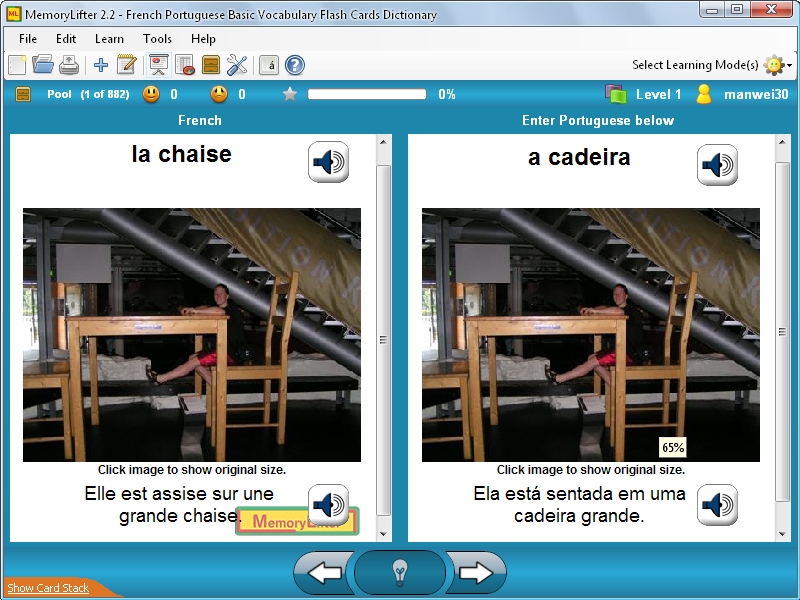 MemoryLifter 2.2 - French Portuguese Basic Vocabulary Flash Cards Dictionary
File Edit Learn Tools Help
á ? Select Learning Mode(s)
Pool (1 of 882) 0 0 0% Level 1 manwei30
French
Enter Portuguese below
la chaise
a cadeira
65%
Click image to show original size.
Click image to show original size.
Elle est assise sur une
grande chaise.
MemoryLifter
Ela está sentada em uma
cadeira grande.
Show Card Stack